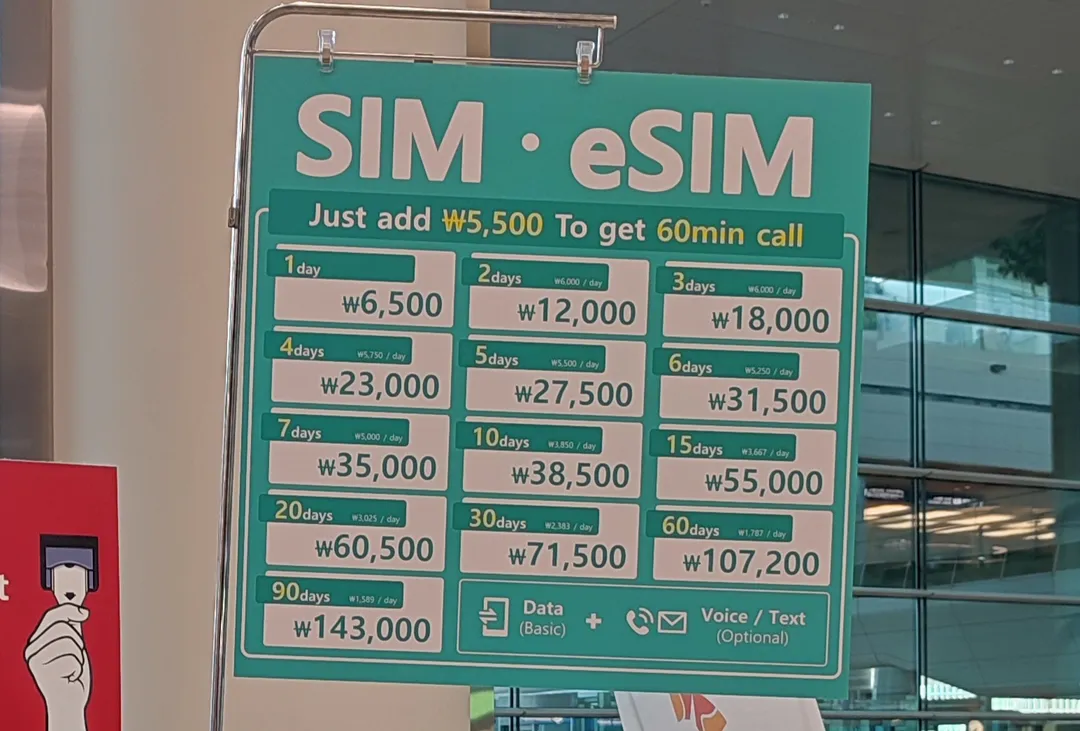 SIM · eSIM
Just add ₩5,500 To get 60min call
1day
₩6,500
2days ₩6,000 / day
₩12,000
3days ₩6,000 / day
₩18,000
4days ₩5,750 / day
₩23,000
5days ₩5,500 / day
₩27,500
6days ₩5,250 / day
₩31,500
7days ₩5,000 / day
₩35,000
10days ₩3,850 / day
₩38,500
15days ₩3,667 / day
₩55,000
20days ₩3,025 / day
₩60,500
30days ₩2,383 / day
₩71,500
60days ₩1,787 / day
₩107,200
90days ₩1,589 / day
₩143,000
Data
(Basic)
+
Voice / Text
(Optional)
t